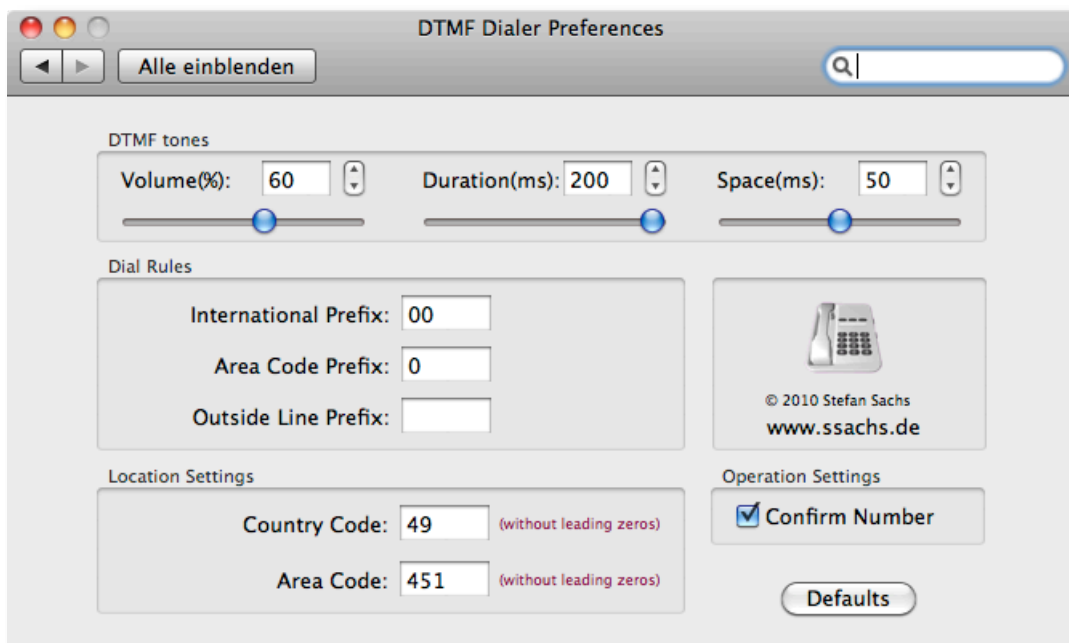 DTMF Dialer Preferences
Alle einblenden
DTMF tones
Volume(%): 60 Duration(ms): 200 Space(ms): 50
Dial Rules
International Prefix: 00
Area Code Prefix: 0
Outside Line Prefix:
© 2010 Stefan Sachs
www.ssachs.de
Location Settings
Country Code: 49 (without leading zeros)
Area Code: 451 (without leading zeros)
Operation Settings
Confirm Number
Defaults